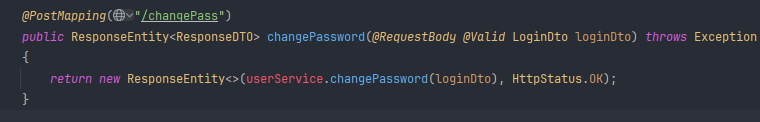 @PostMapping("/changePass")
public ResponseEntity<ResponseDTO> changePassword(@RequestBody @Valid LoginDto loginDto) throws Exception
{
return new ResponseEntity<>(userService.changePassword(loginDto), HttpStatus.OK);
}